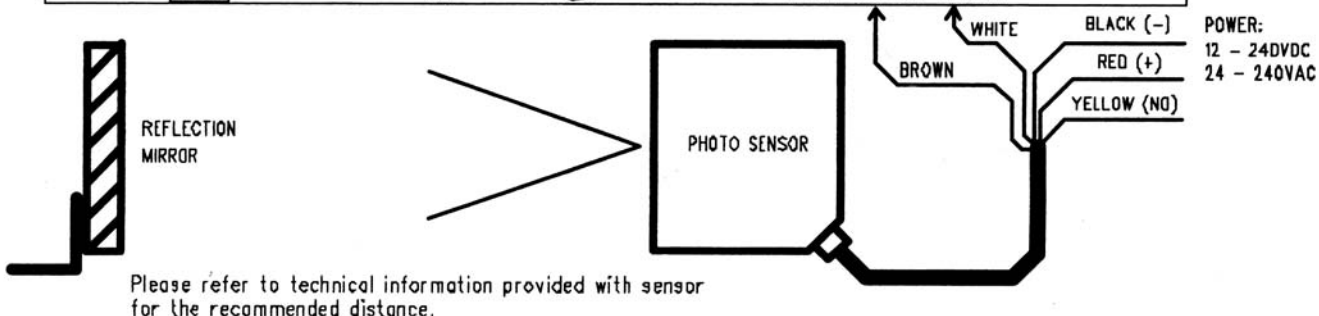 WHITE
BLACK (-)
POWER:
12 - 24DVDC
BROWN
RED (+)
24 - 240VAC
YELLOW (NO)
REFLECTION
MIRROR
PHOTO SENSOR
Please refer to technical information provided with sensor
for the recommended distance.